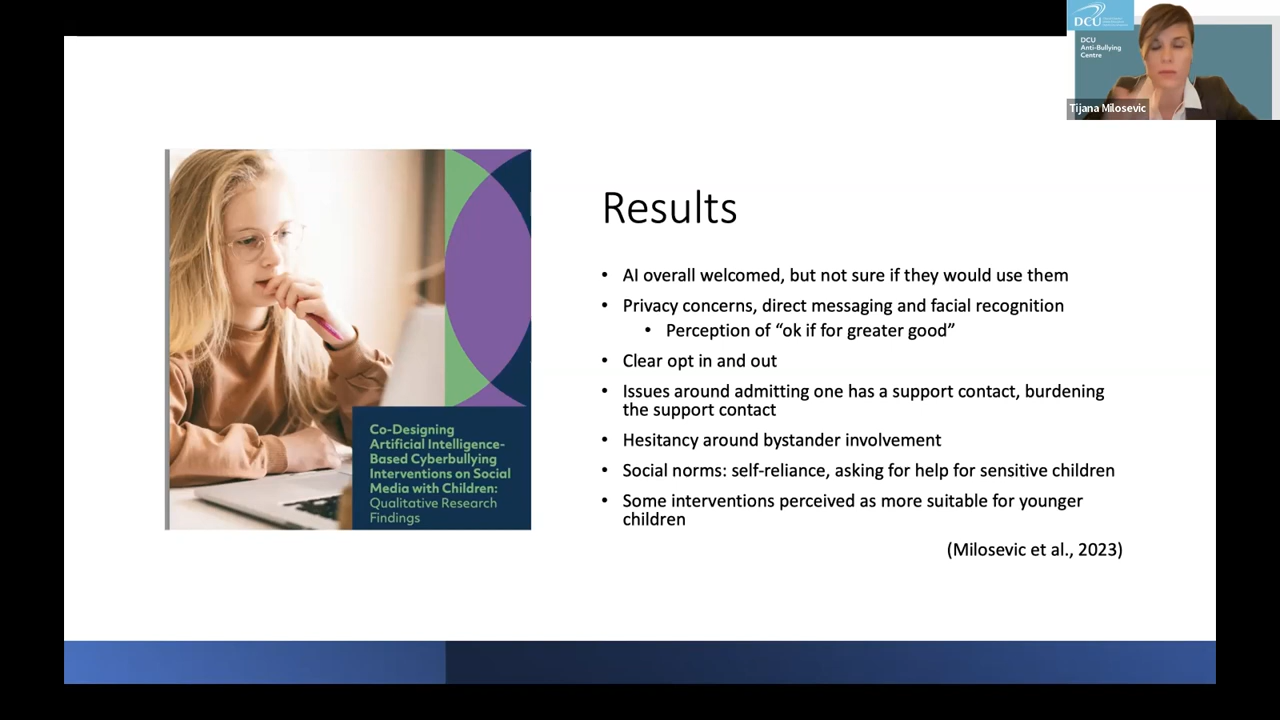 DCU
DCU
Anti-Bullying
Centre
Tijana Milosevic
Results
• AI overall welcomed, but not sure if they would use them
• Privacy concerns, direct messaging and facial recognition
• Perception of “ok if for greater good”
• Clear opt in and out
• Issues around admitting one has a support contact, burdening
the support contact
• Hesitancy around bystander involvement
• Social norms: self-reliance, asking for help for sensitive children
• Some interventions perceived as more suitable for younger
children
(Milosevic et al., 2023)
Co-Designing
Artificial Intelligence-
Based Cyberbullying
Interventions on Social
Media with Children:
Qualitative Research
Findings